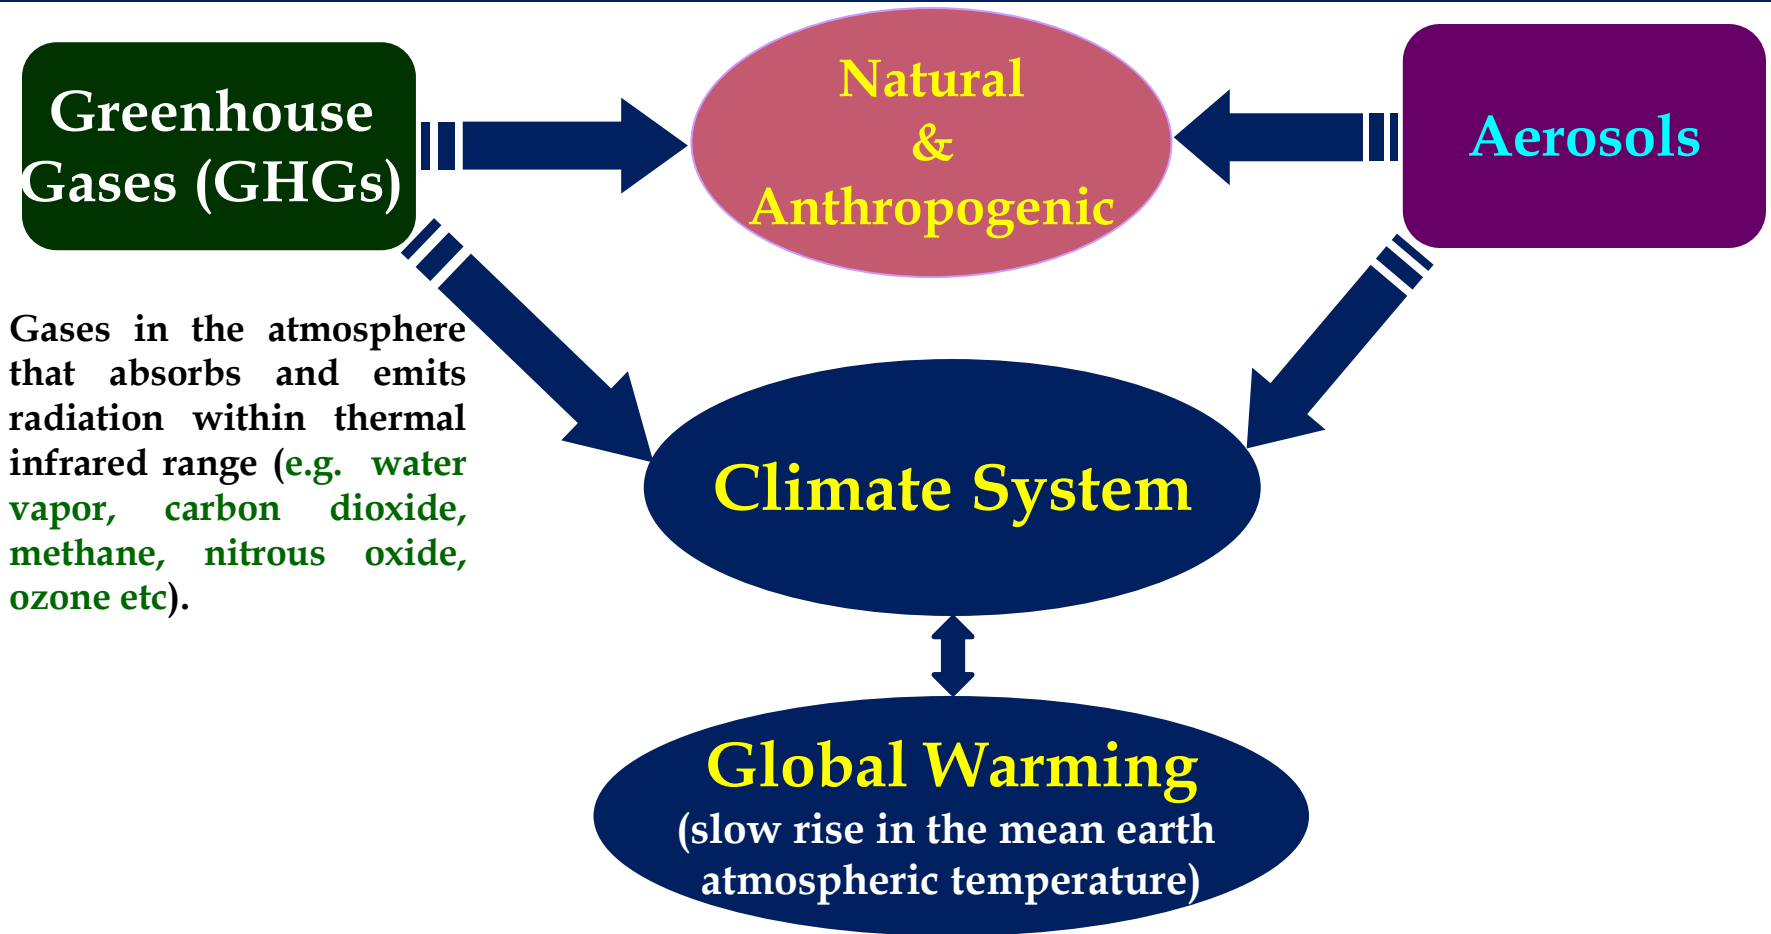 Greenhouse
Gases (GHGs)
Natural
&
Anthropogenic
Aerosols
Gases in the atmosphere
that absorbs and emits
radiation within thermal
infrared range (e.g. water
vapor, carbon dioxide,
methane, nitrous oxide,
ozone etc).
Climate System
Global Warming
(slow rise in the mean earth
atmospheric temperature)